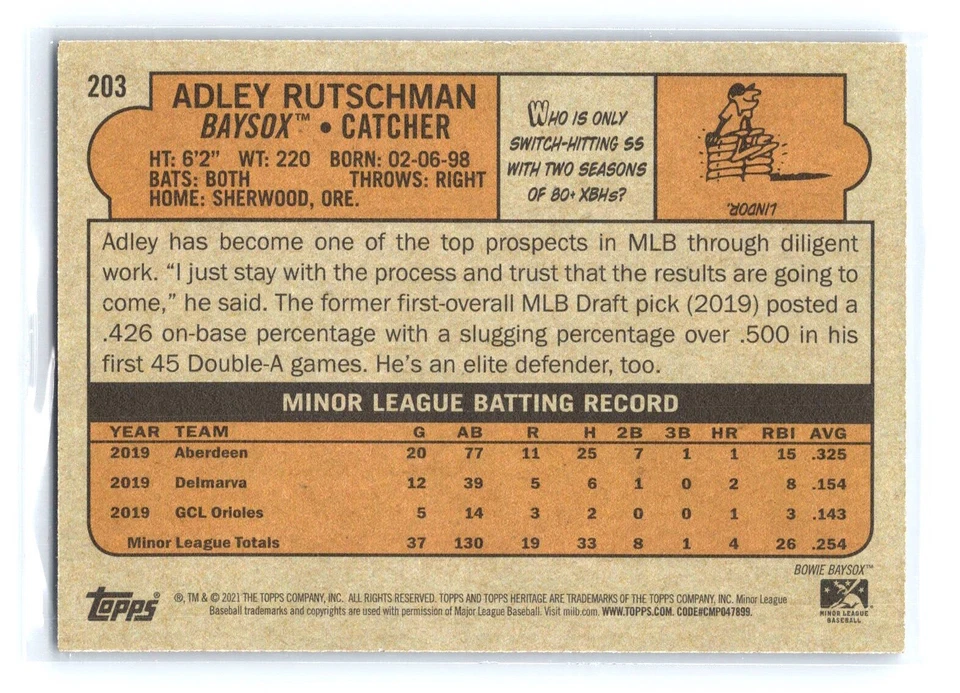 203
ADLEY RUTSCHMAN
BAYSOX™ • CATCHER
HT: 6'2" WT: 220 BORN: 02-06-98
BATS: BOTH THROWS: RIGHT
HOME: SHERWOOD, ORE.
WHO IS ONLY
SWITCH-HITTING SS
WITH TWO SEASONS
OF 80+ XBHs?
LINDOR.
Adley has become one of the top prospects in MLB through diligent
work. “I just stay with the process and trust that the results are going to
come,” he said. The former first-overall MLB Draft pick (2019) posted a
.426 on-base percentage with a slugging percentage over .500 in his
first 45 Double-A games. He's an elite defender, too.
MINOR LEAGUE BATTING RECORD
YEAR TEAM G AB R H 2B 3B HR RBI AVG
2019 Aberdeen 20 77 11 25 7 1 1 15 .325
2019 Delmarva 12 39 5 6 1 0 2 8 .154
2019 GCL Orioles 5 14 3 2 0 0 1 3 .143
Minor League Totals 37 130 19 33 8 1 4 26 .254
BOWIE BAYSOX™
TOPPS®
®, TM & © 2021 THE TOPPS COMPANY, INC. ALL RIGHTS RESERVED. TOPPS AND TOPPS HERITAGE ARE TRADEMARKS OF THE TOPPS COMPANY, INC. Minor League
Baseball trademarks and copyrights are used with permission of Major League Baseball. Visit milb.com. WWW.TOPPS.COM. CODE#CMP047899.
MINOR LEAGUE
BASEBALL